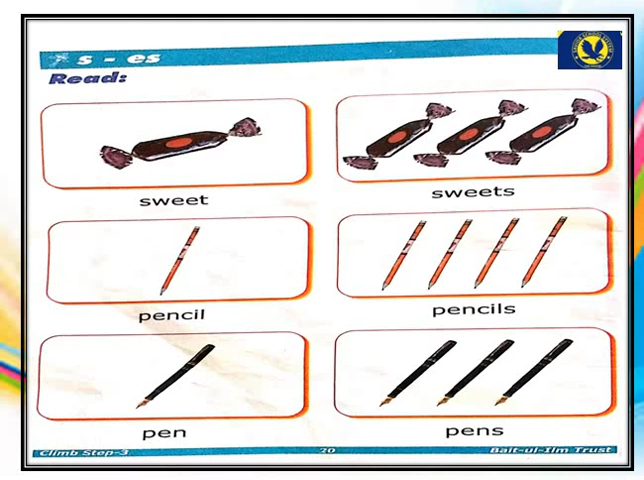 s - es
Read:
sweet
sweets
pencil
pencils
pen
pens
Climb Step-3
20
Bait-ul-Ilm Trust